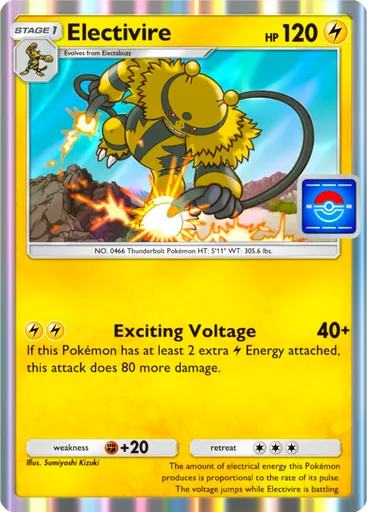 STAGE 1
Electivire
HP 120
Evolves from Electabuzz
NO. 0466 Thunderbolt Pokémon HT: 5'11" WT: 305.6 lbs.
Exciting Voltage 40+
If this Pokémon has at least 2 extra Energy attached,
this attack does 80 more damage.
weakness +20 retreat
Illus. Sumiyoshi Kizuki
The amount of electrical energy this Pokémon
produces is proportional to the rate of its pulse.
The voltage jumps while Electivire is battling.